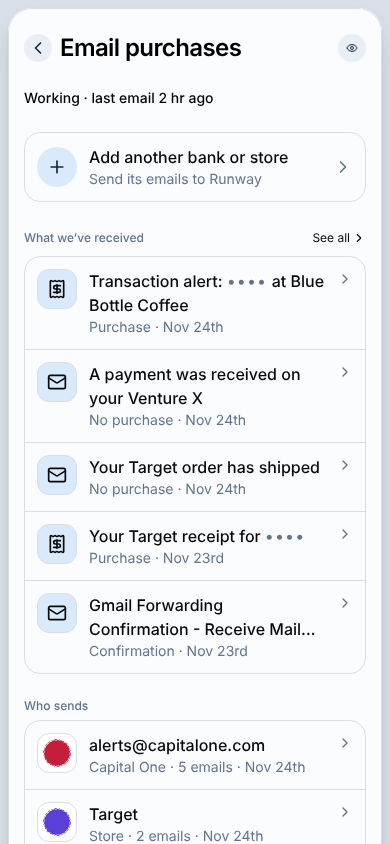 Email purchases
Working · last email 2 hr ago
Add another bank or store
Send its emails to Runway
What we've received
See all
Transaction alert: •••• at Blue
Bottle Coffee
Purchase · Nov 24th
A payment was received on
your Venture X
No purchase · Nov 24th
Your Target order has shipped
No purchase · Nov 24th
Your Target receipt for ••••
Purchase · Nov 23rd
Gmail Forwarding
Confirmation - Receive Mail...
Confirmation · Nov 23rd
Who sends
alerts@capitalone.com
Capital One · 5 emails · Nov 24th
Target
Store · 2 emails · Nov 24th